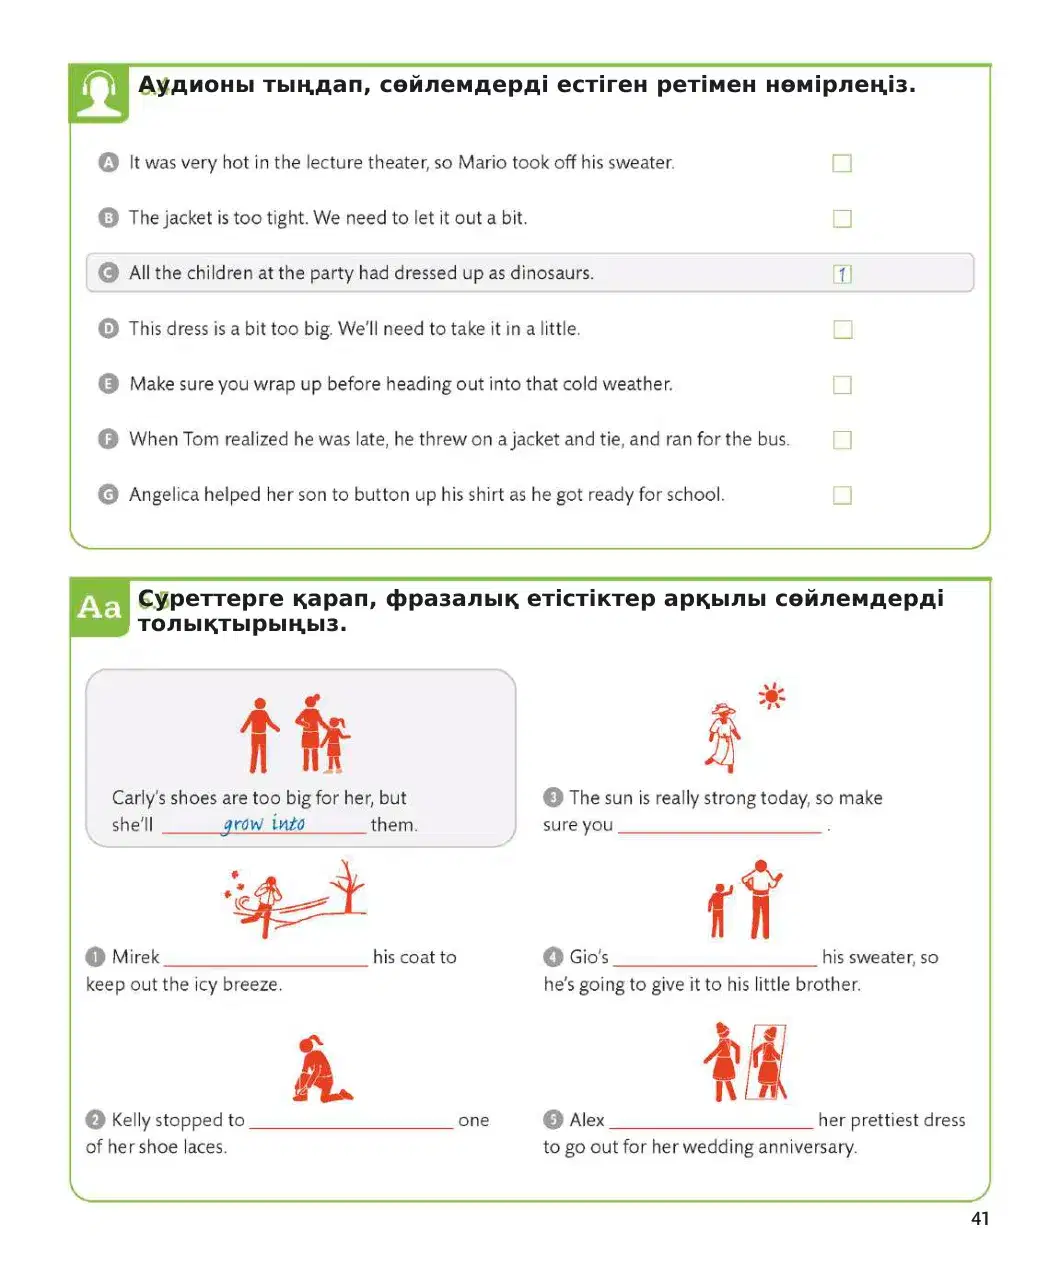 Аудионы тыңдап, сөйлемдерді естіген ретімен нөмірлеңіз.
A It was very hot in the lecture theater, so Mario took off his sweater.
B The jacket is too tight. We need to let it out a bit.
C All the children at the party had dressed up as dinosaurs. 1
D This dress is a bit too big. We'll need to take it in a little.
E Make sure you wrap up before heading out into that cold weather.
F When Tom realized he was late, he threw on a jacket and tie, and ran for the bus.
G Angelica helped her son to button up his shirt as he got ready for school.
Aa Суреттерге қарап, фразалық етістіктер арқылы сөйлемдерді
толықтырыңыз.
Carly's shoes are too big for her, but
she'll grow into them.
1 Mirek ____ his coat to
keep out the icy breeze.
2 Kelly stopped to ____ one
of her shoe laces.
3 The sun is really strong today, so make
sure you ____ .
4 Gio's ____ his sweater, so
he's going to give it to his little brother.
5 Alex ____ her prettiest dress
to go out for her wedding anniversary.
41